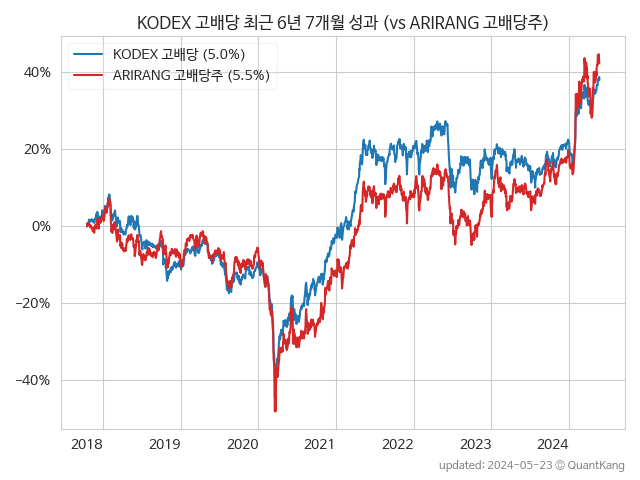 KODEX 고배당 최근 6년 7개월 성과 (vs ARIRANG 고배당주)
KODEX 고배당 (5.0%)
ARIRANG 고배당주 (5.5%)
40%
20%
0%
−20%
−40%
2018 2019 2020 2021 2022 2023 2024
updated: 2024-05-23 © QuantKang